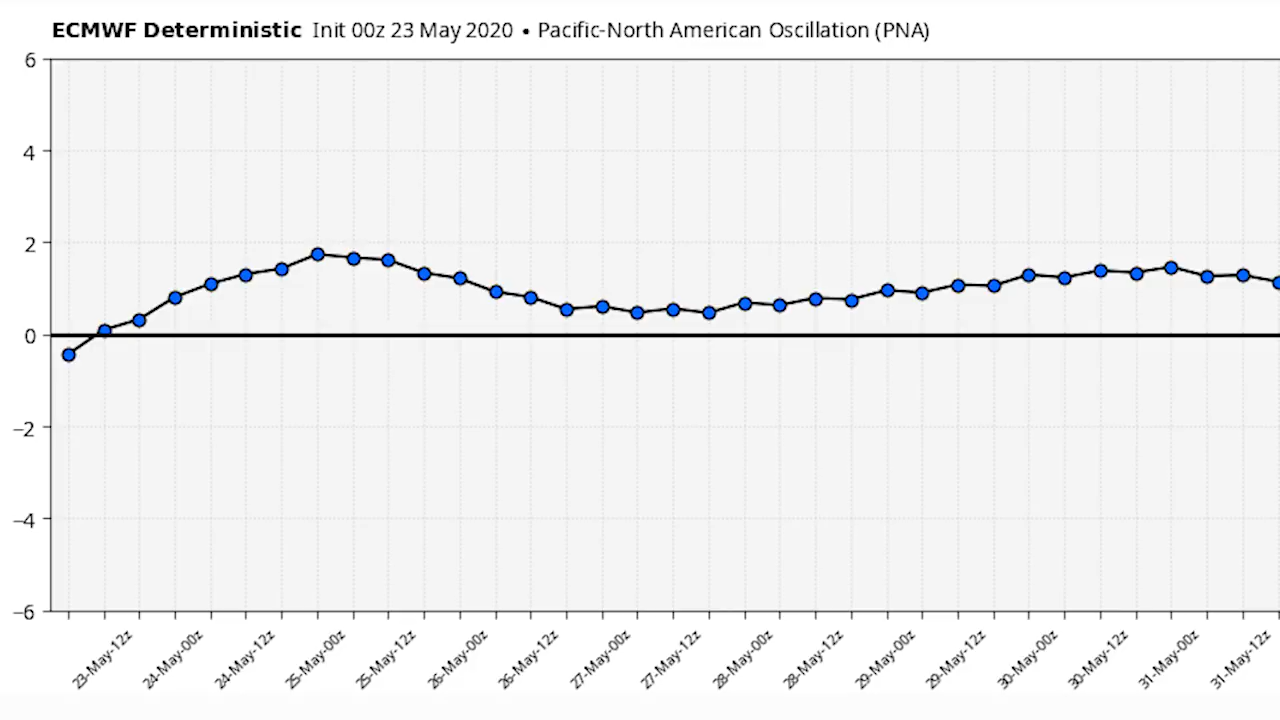 ECMWF Deterministic Init 00z 23 May 2020 • Pacific-North American Oscillation (PNA)
6
4
2
0
−2
−4
−6
23-May-12z
24-May-00z
24-May-12z
25-May-00z
25-May-12z
26-May-00z
26-May-12z
27-May-00z
27-May-12z
28-May-00z
28-May-12z
29-May-00z
29-May-12z
30-May-00z
30-May-12z
31-May-00z
31-May-12z